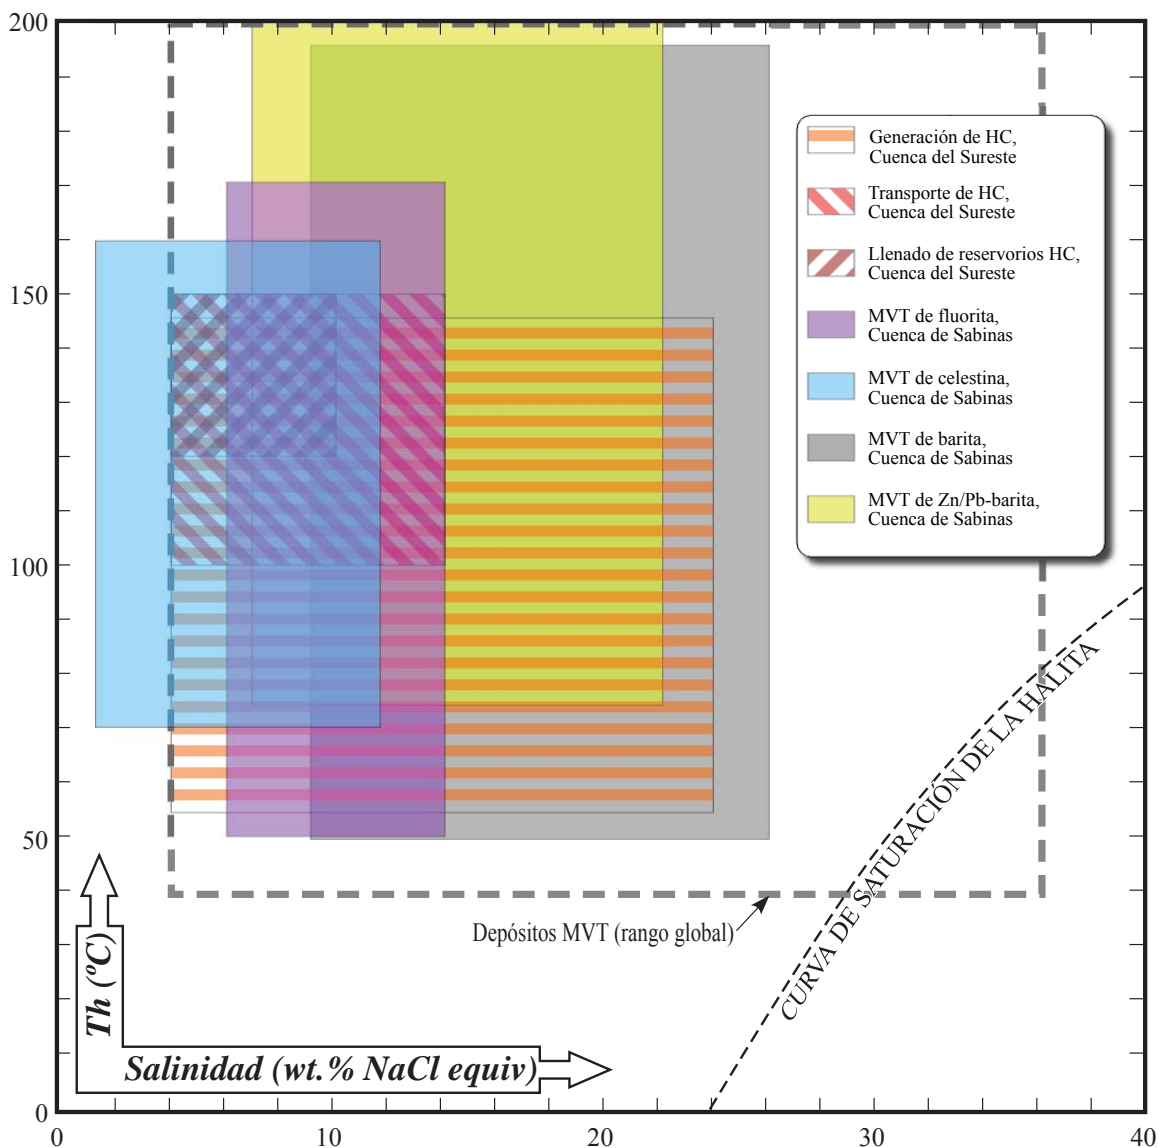 200
150
100
50
0
0
10
20
30
40
Generación de HC,
Cuenca del Sureste
Transporte de HC,
Cuenca del Sureste
Llenado de reservorios HC,
Cuenca del Sureste
MVT de fluorita,
Cuenca de Sabinas
MVT de celestina,
Cuenca de Sabinas
MVT de barita,
Cuenca de Sabinas
MVT de Zn/Pb-barita,
Cuenca de Sabinas
CURVA DE SATURACIÓN DE LA HALITA
Depósitos MVT (rango global)
Th (ºC)
Salinidad (wt.% NaCl equiv)